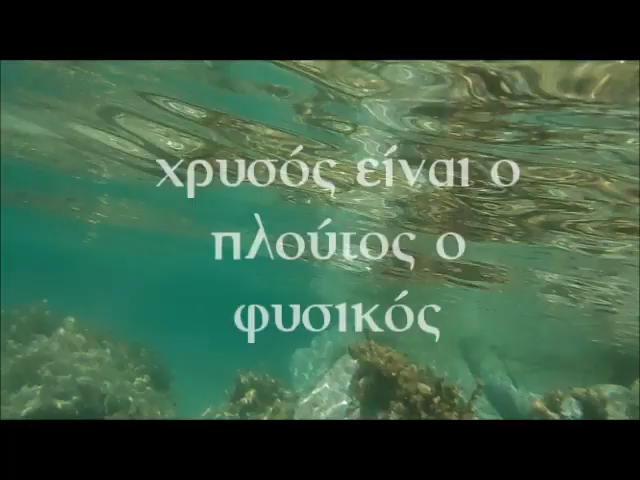 χρυσός είναι ο
πλούτος ο
φυσικός